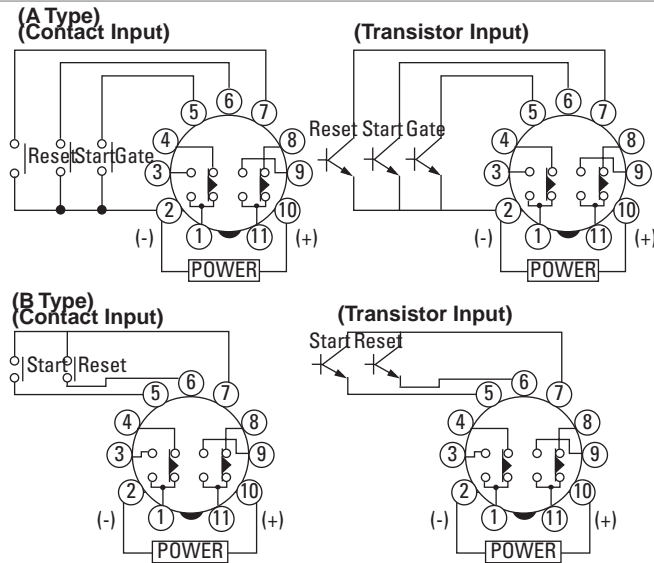 (A Type)
(Contact Input)
(Transistor Input)
5
6
7
5
6
7
Reset
Start
Gate
4
8
3
9
2
10
1
11
(-)
(+)
POWER
Reset
Start
Gate
4
8
3
9
2
10
1
11
(-)
(+)
POWER
(B Type)
(Contact Input)
(Transistor Input)
Start
Reset
5
6
7
4
8
3
9
2
10
1
11
(-)
(+)
POWER
Start
Reset
5
6
7
4
8
3
9
2
10
1
11
(-)
(+)
POWER